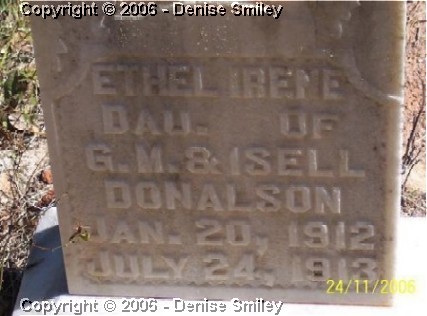 Copyright © 2006 - Denise Smiley
ETHEL IRENE
DAU. OF
G. M. & ISELL
DONALSON
JAN. 20, 1912
JULY 24, 1913
24/11/2006
Copyright © 2006 - Denise Smiley